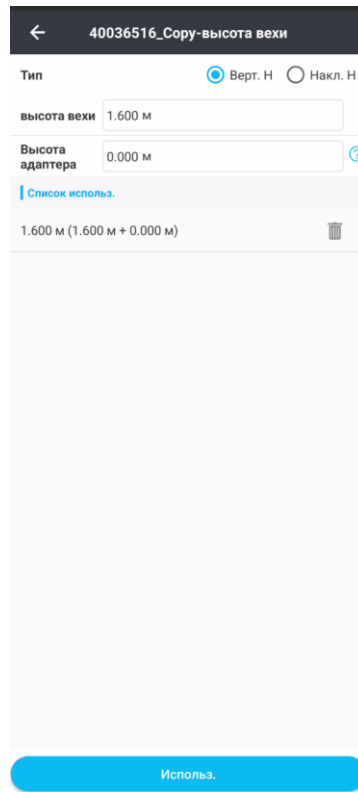 40036516_Copy-высота вехи
Тип Верт. H Накл. H
высота вехи 1.600 м
Высота адаптера 0.000 м
?
Список использ.
1.600 м (1.600 м + 0.000 м)
Использ.